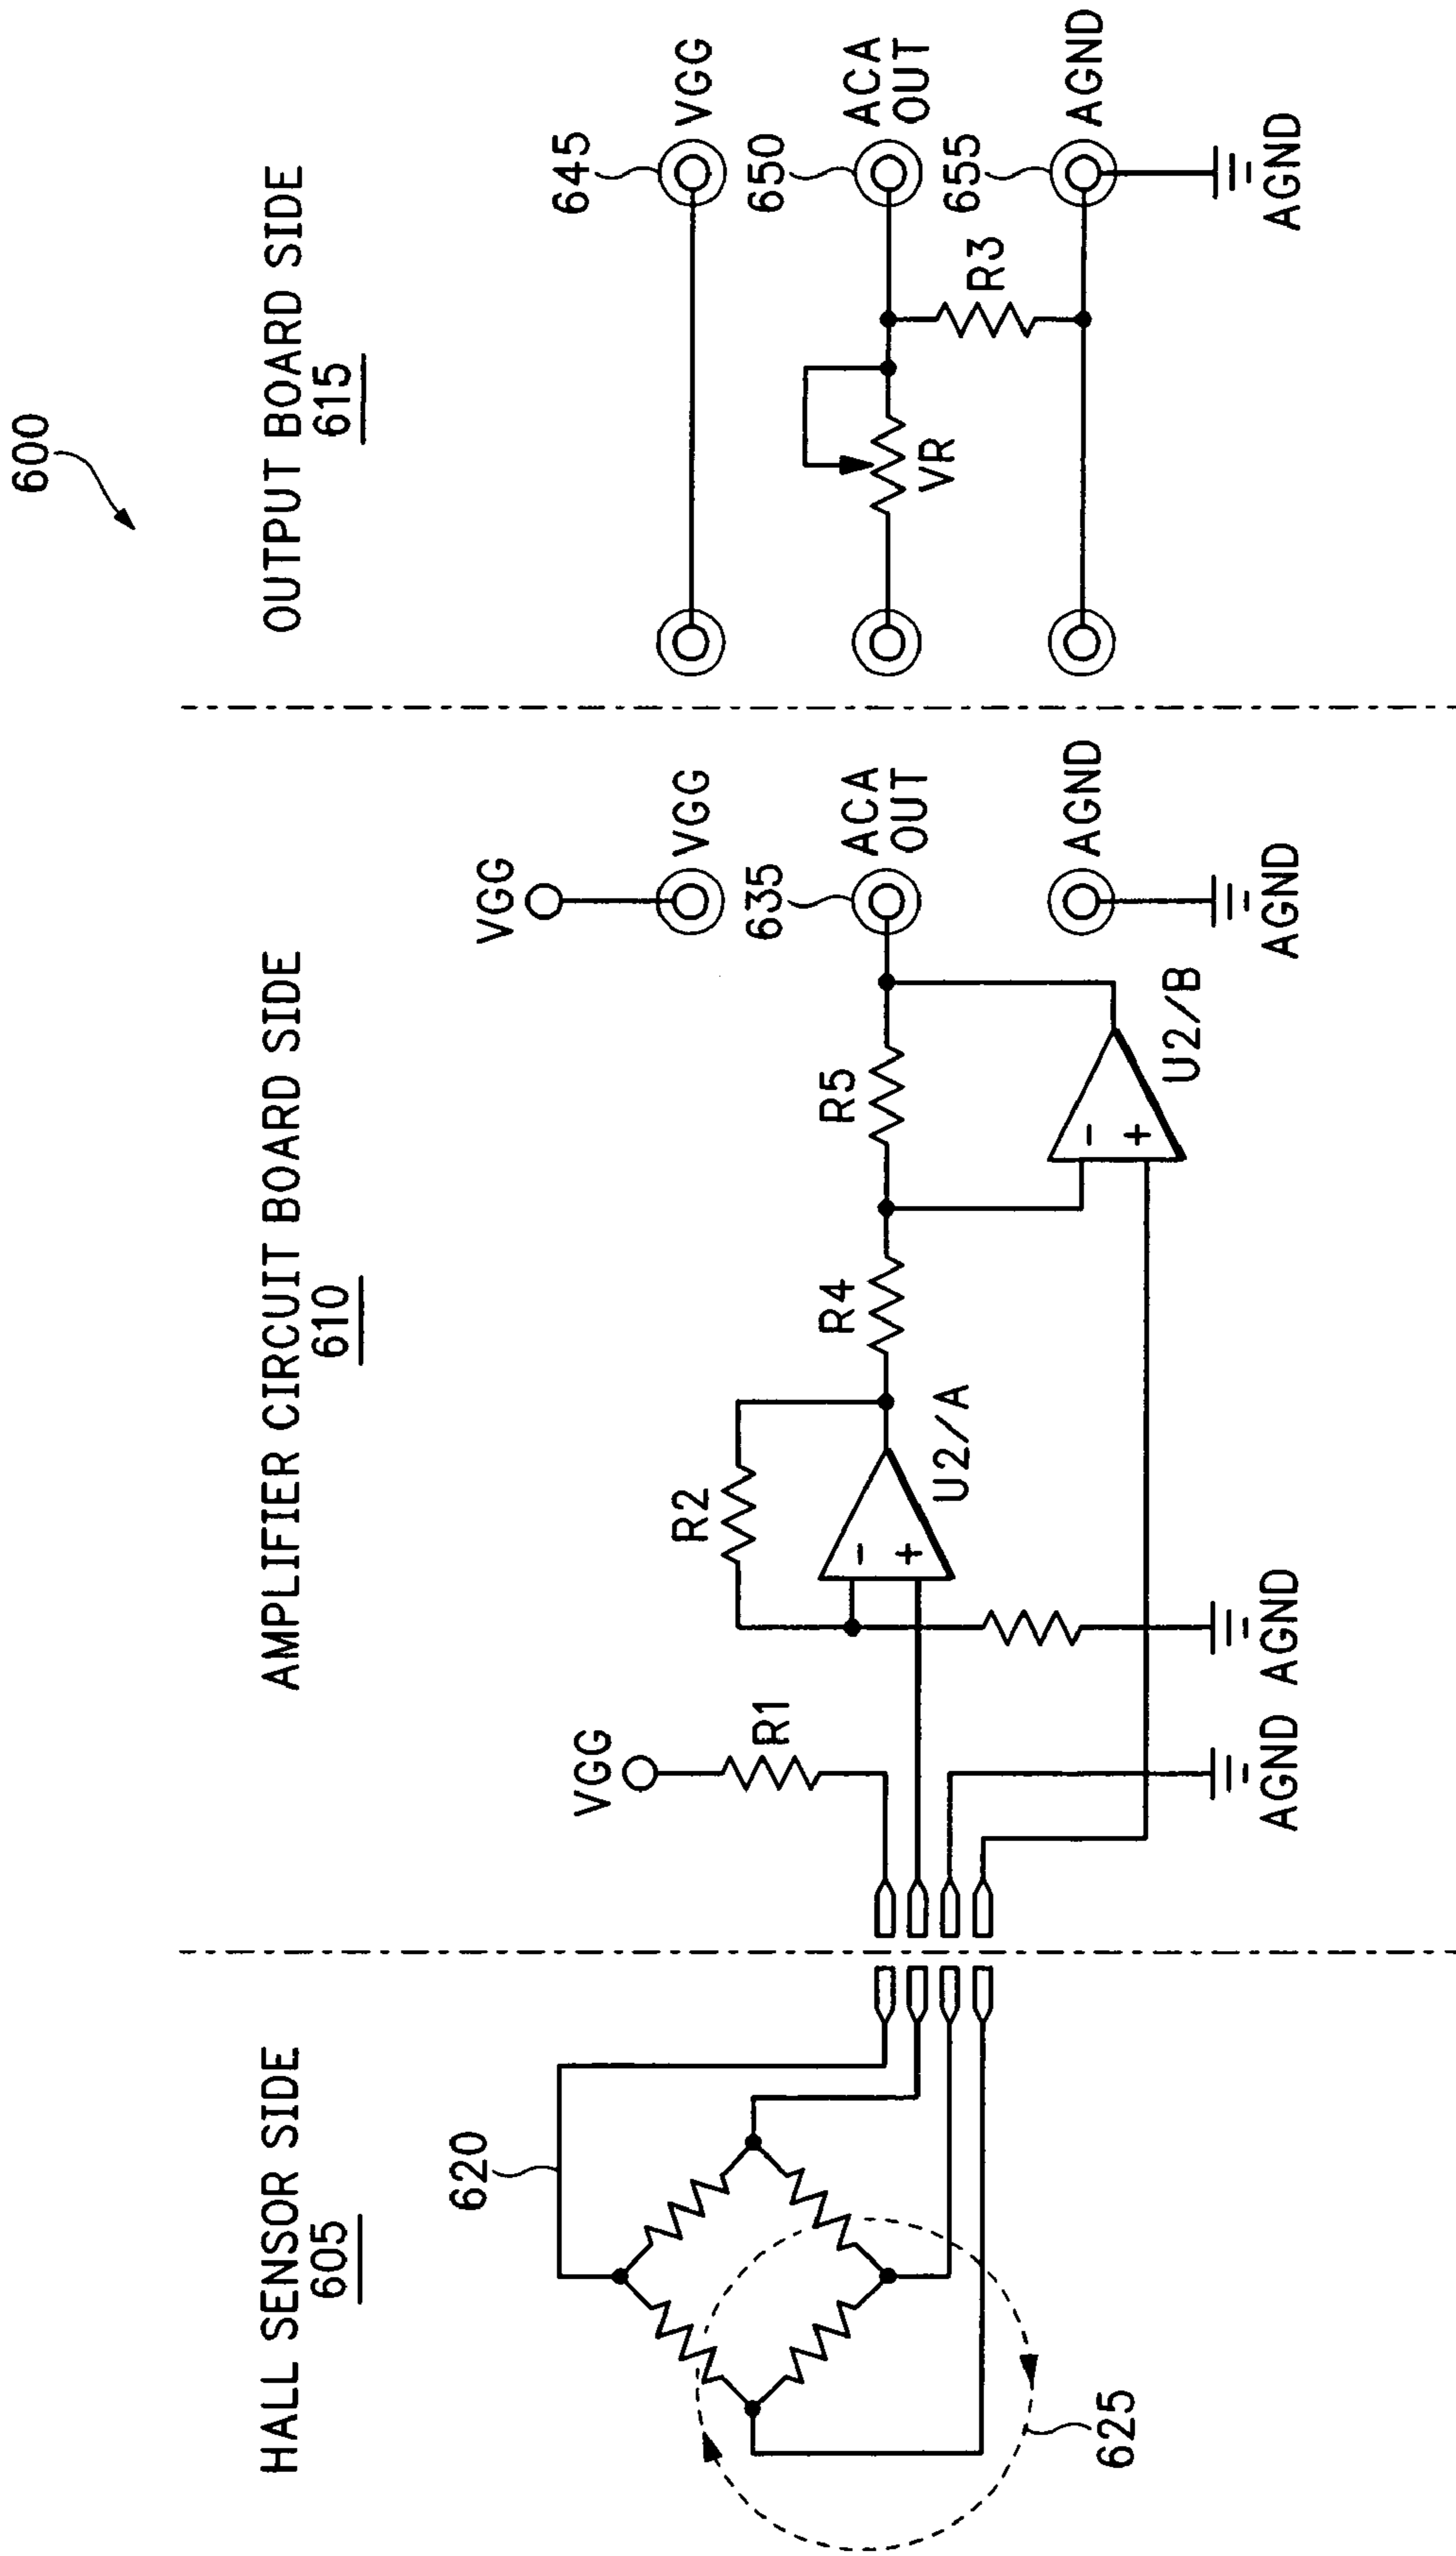 600
HALL SENSOR SIDE
605
AMPLIFIER CIRCUIT BOARD SIDE
610
OUTPUT BOARD SIDE
615
620
625
VGG
R1
AGND
AGND
R2
-
+
U2/A
R4
R5
-
+
U2/B
VGG
VGG
635
ACA
OUT
AGND
AGND
VR
R3
645
VGG
650
ACA
OUT
655
AGND
AGND